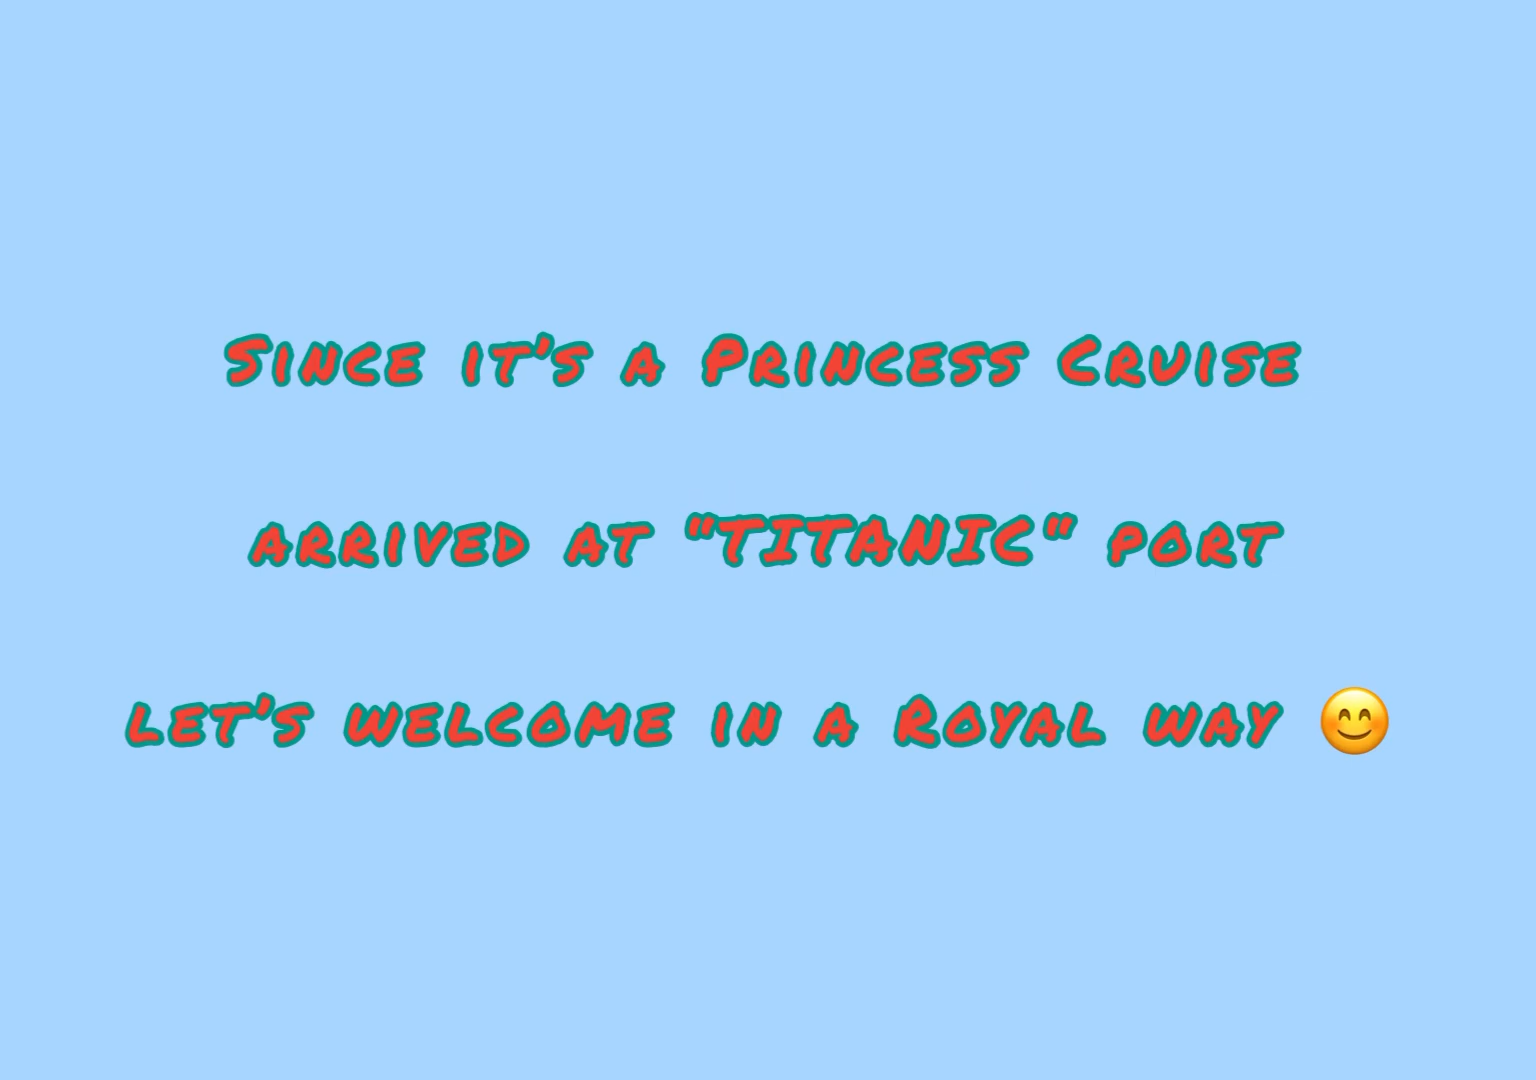 Since it's a Princess Cruise
arrived at "TITANIC" port
let's welcome in a Royal way 😊